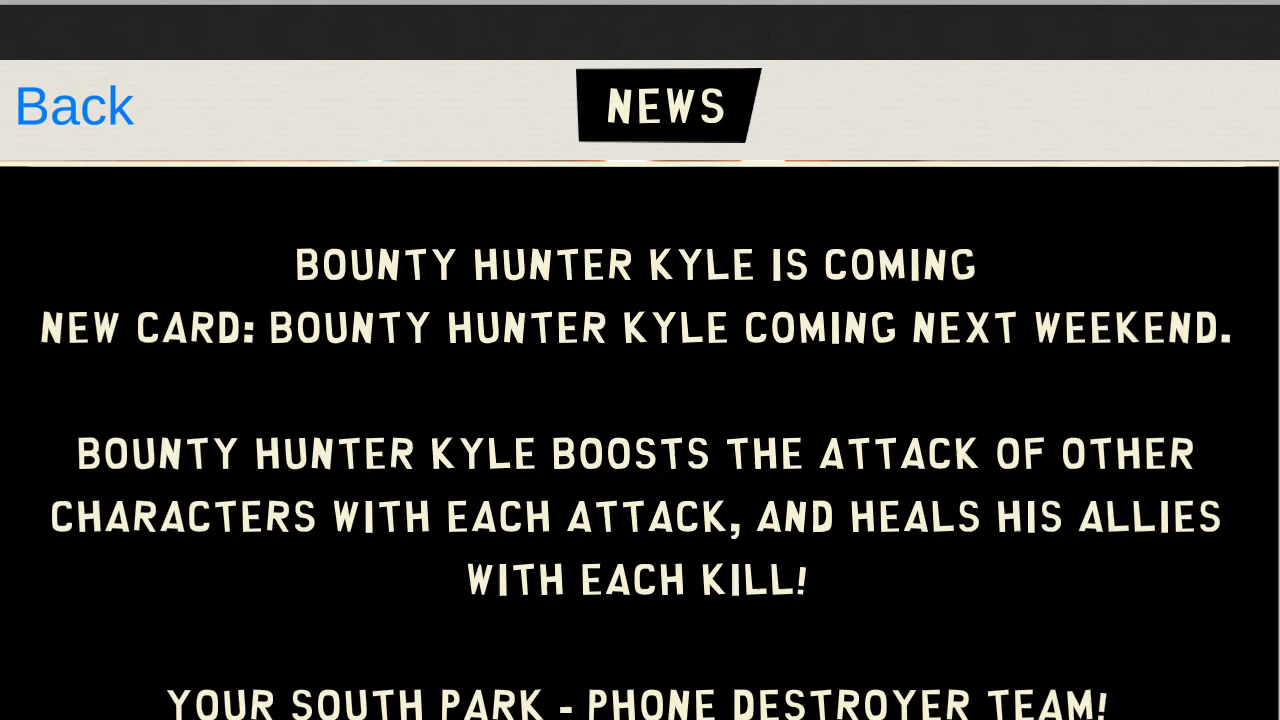 Back
NEWS
BOUNTY HUNTER KYLE IS COMING
NEW CARD: BOUNTY HUNTER KYLE COMING NEXT WEEKEND.
BOUNTY HUNTER KYLE BOOSTS THE ATTACK OF OTHER
CHARACTERS WITH EACH ATTACK, AND HEALS HIS ALLIES
WITH EACH KILL!
YOUR SOUTH PARK - PHONE DESTROYER TEAM!